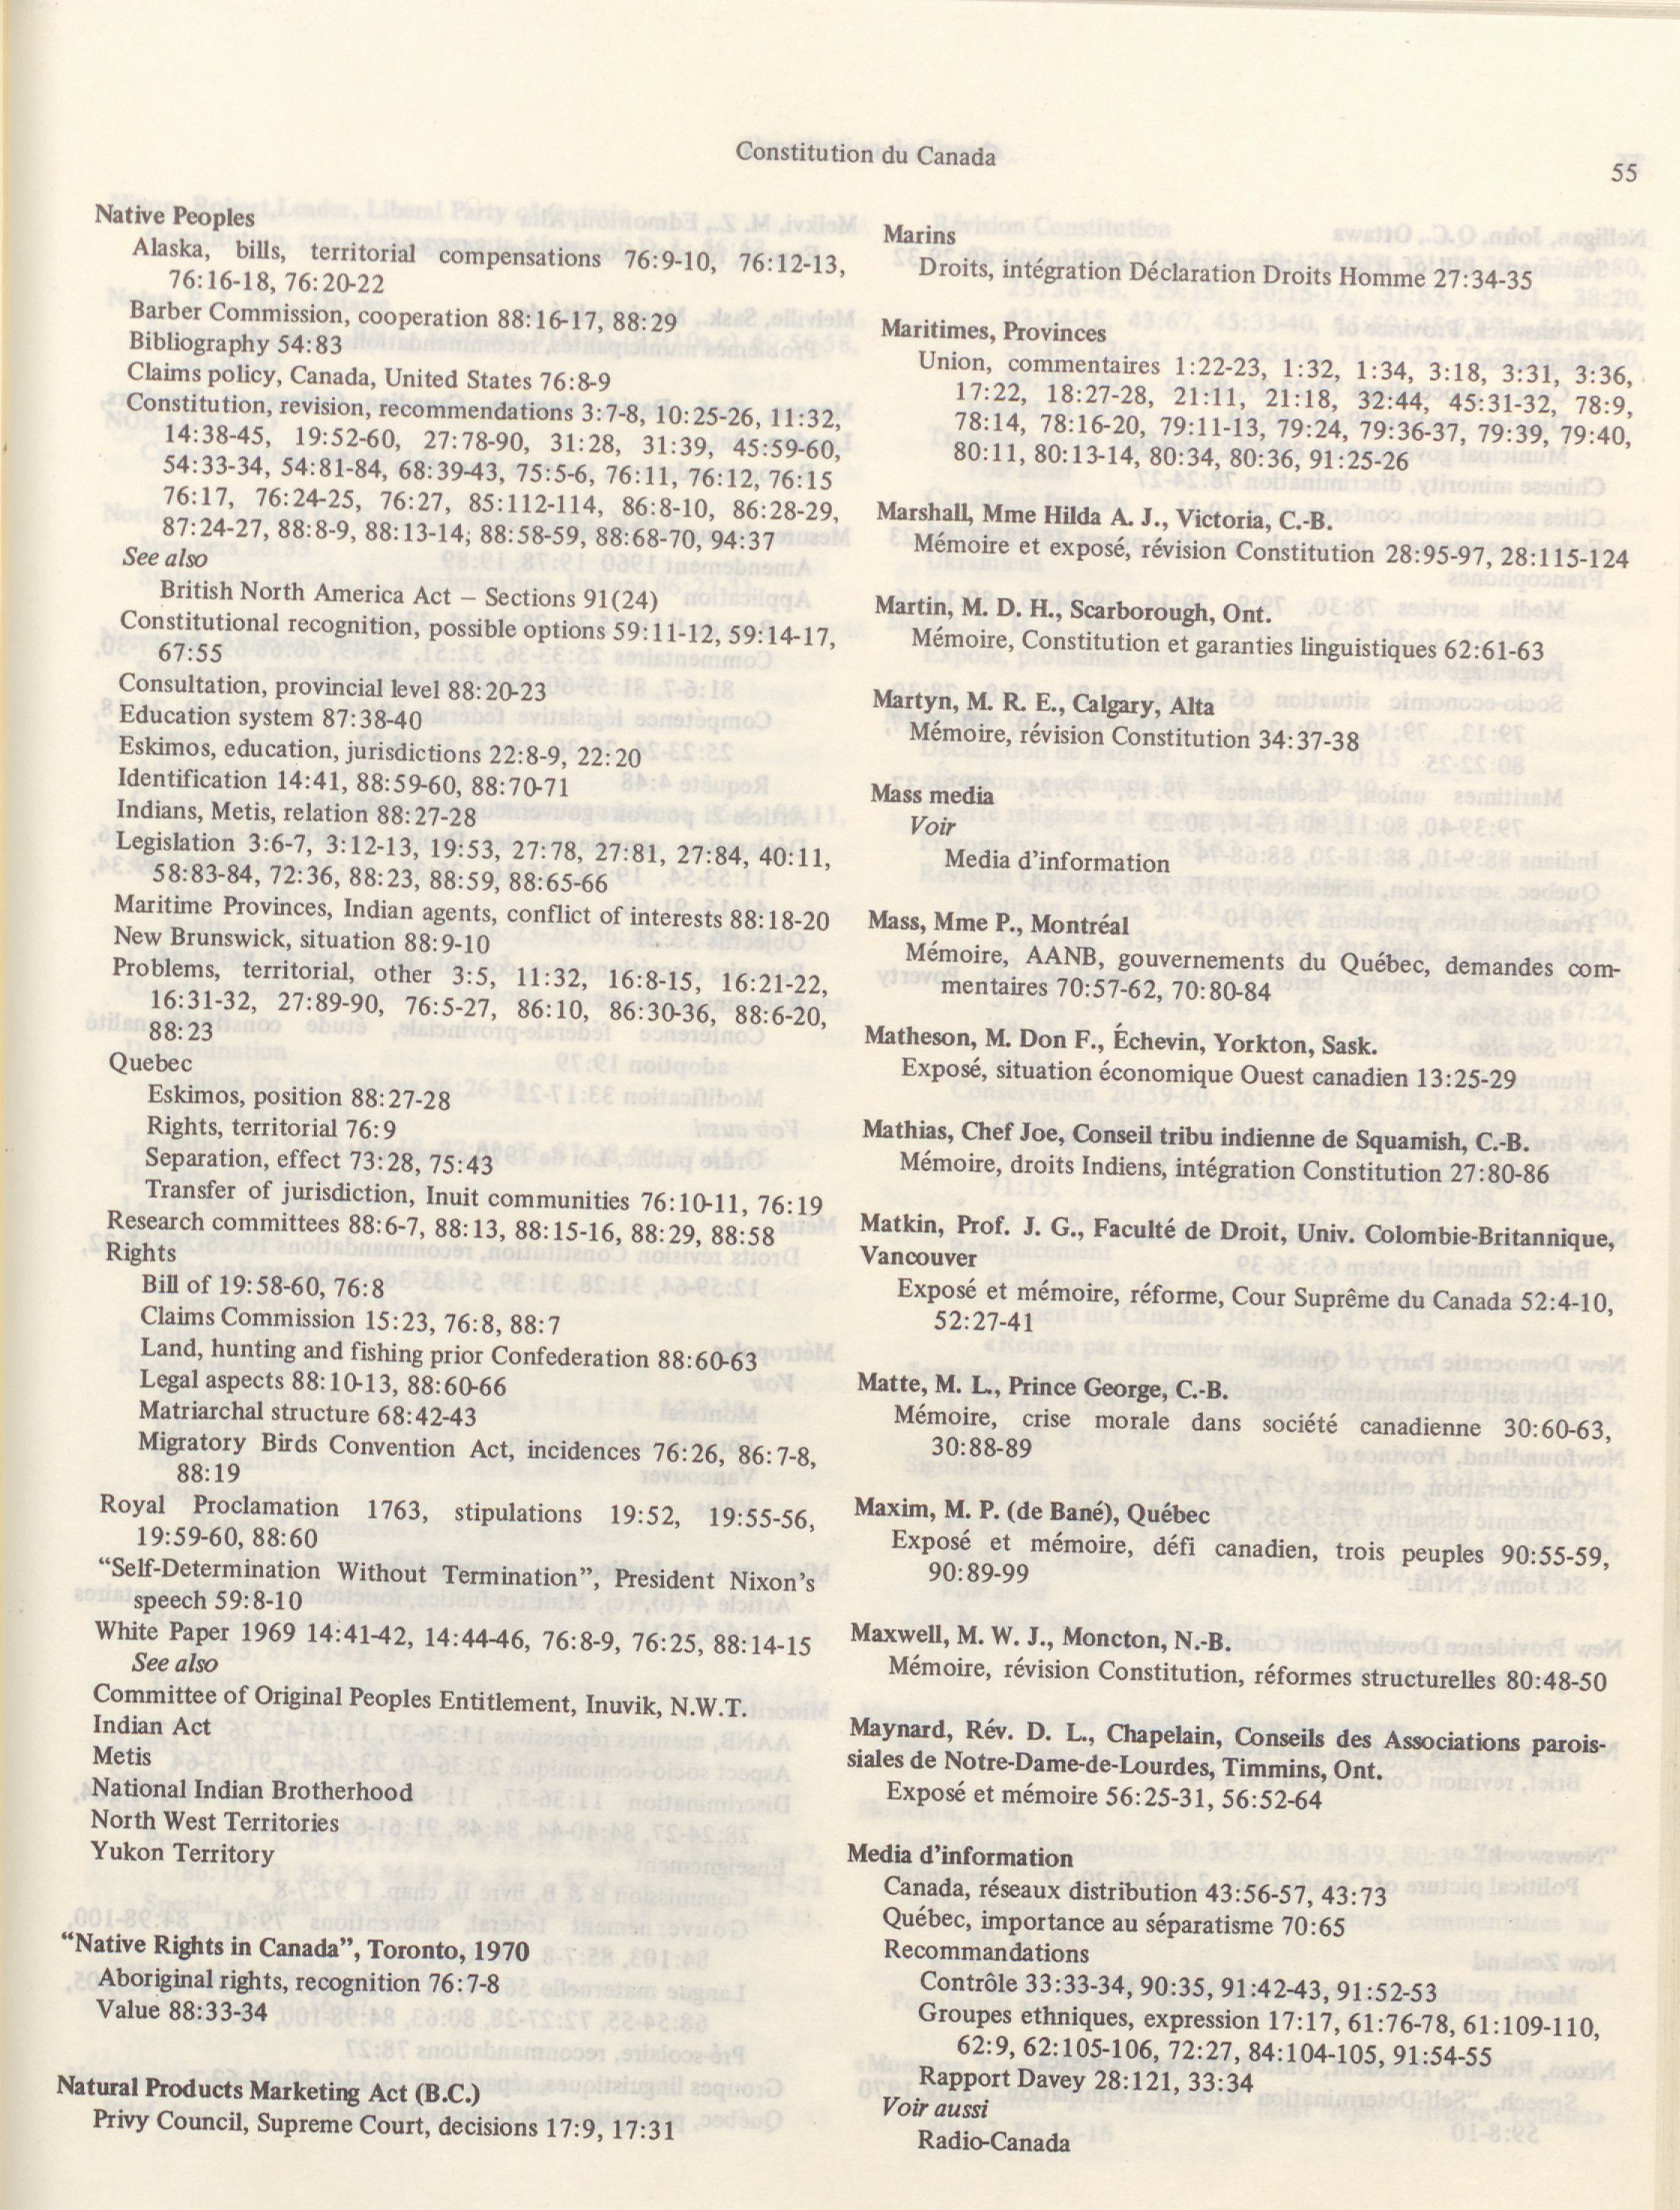 Constitution du Canada
55
Native Peoples
Alaska, bills, territorial compensations 76:9-10, 76:12-13,
76:16-18, 76:20-22
Barber Commission, cooperation 88:16-17, 88:29
Bibliography 54:83
Claims policy, Canada, United States 76:8-9
Constitution, revision, recommendations 3:7-8, 10:25-26, 11:32,
14:38-45, 19:52-60, 27:78-90, 31:28, 31:39, 45:59-60,
54:33-34, 54:81-84, 68:39-43, 75:5-6, 76:11, 76:12, 76:15
76:17, 76:24-25, 76:27, 85:112-114, 86:8-10, 86:28-29,
87:24-27, 88:8-9, 88:13-14; 88:58-59, 88:68-70, 94:37
See also
British North America Act – Sections 91(24)
Constitutional recognition, possible options 59:11-12, 59:14-17,
67:55
Consultation, provincial level 88:20-23
Education system 87:38-40
Eskimos, education, jurisdictions 22:8-9, 22:20
Identification 14:41, 88:59-60, 88:70-71
Indians, Metis, relation 88:27-28
Legislation 3:6-7, 3:12-13, 19:53, 27:78, 27:81, 27:84, 40:11,
58:83-84, 72:36, 88:23, 88:59, 88:65-66
Maritime Provinces, Indian agents, conflict of interests 88:18-20
New Brunswick, situation 88:9-10
Problems, territorial, other 3:5, 11:32, 16:8-15, 16:21-22,
16:31-32, 27:89-90, 76:5-27, 86:10, 86:30-36, 88:6-20,
88:23
Quebec
Eskimos, position 88:27-28
Rights, territorial 76:9
Separation, effect 73:28, 75:43
Transfer of jurisdiction, Inuit communities 76:10-11, 76:19
Research committees 88:6-7, 88:13, 88:15-16, 88:29, 88:58
Rights
Bill of 19:58-60, 76:8
Claims Commission 15:23, 76:8, 88:7
Land, hunting and fishing prior Confederation 88:60-63
Legal aspects 88:10-13, 88:60-66
Matriarchal structure 68:42-43
Migratory Birds Convention Act, incidences 76:26, 86:7-8,
88:19
Royal Proclamation 1763, stipulations 19:52, 19:55-56,
19:59-60, 88:60
“Self-Determination Without Termination”, President Nixon’s
speech 59:8-10
White Paper 1969 14:41-42, 14:44-46, 76:8-9, 76:25, 88:14-15
See also
Committee of Original Peoples Entitlement, Inuvik, N.W.T.
Indian Act
Metis
National Indian Brotherhood
North West Territories
Yukon Territory
“Native Rights in Canada”, Toronto, 1970
Aboriginal rights, recognition 76:7-8
Value 88:33-34
Natural Products Marketing Act (B.C.)
Privy Council, Supreme Court, decisions 17:9, 17:31
Marins
Droits, intégration Déclaration Droits Homme 27:34-35
Maritimes, Provinces
Union, commentaires 1:22-23, 1:32, 1:34, 3:18, 3:31, 3:36,
17:22, 18:27-28, 21:11, 21:18, 32:44, 45:31-32, 78:9,
78:14, 78:16-20, 79:11-13, 79:24, 79:36-37, 79:39, 79:40,
80:11, 80:13-14, 80:34, 80:36, 91:25-26
Marshall, Mme Hilda A. J., Victoria, C.-B.
Mémoire et exposé, révision Constitution 28:95-97, 28:115-124
Martin, M. D. H., Scarborough, Ont.
Mémoire, Constitution et garanties linguistiques 62:61-63
Martyn, M. R. E., Calgary, Alta
Mémoire, révision Constitution 34:37-38
Mass media
Voir
Media d’information
Mass, Mme P., Montréal
Mémoire, AANB, gouvernements du Québec, demandes com-
mentaires 70:57-62, 70:80-84
Matheson, M. Don F., Échevin, Yorkton, Sask.
Exposé, situation économique Ouest canadien 13:25-29
Mathias, Chef Joe, Conseil tribu indienne de Squamish, C.-B.
Mémoire, droits Indiens, intégration Constitution 27:80-86
Matkin, Prof. J. G., Faculté de Droit, Univ. Colombie-Britannique,
Vancouver
Exposé et mémoire, réforme, Cour Suprême du Canada 52:4-10,
52:27-41
Matte, M. L., Prince George, C.-B.
Mémoire, crise morale dans société canadienne 30:60-63,
30:88-89
Maxim, M. P. (de Bané), Québec
Exposé et mémoire, défi canadien, trois peuples 90:55-59,
90:89-99
Maxwell, M. W. J., Moncton, N.-B.
Mémoire, révision Constitution, réformes structurelles 80:48-50
Maynard, Rév. D. L., Chapelain, Conseils des Associations parois-
siales de Notre-Dame-de-Lourdes, Timmins, Ont.
Exposé et mémoire 56:25-31, 56:52-64
Media d’information
Canada, réseaux distribution 43:56-57, 43:73
Québec, importance au séparatisme 70:65
Recommandations
Contrôle 33:33-34, 90:35, 91:42-43, 91:52-53
Groupes ethniques, expression 17:17, 61:76-78, 61:109-110,
62:9, 62:105-106, 72:27, 84:104-105, 91:54-55
Rapport Davey 28:121, 33:34
Voir aussi
Radio-Canada